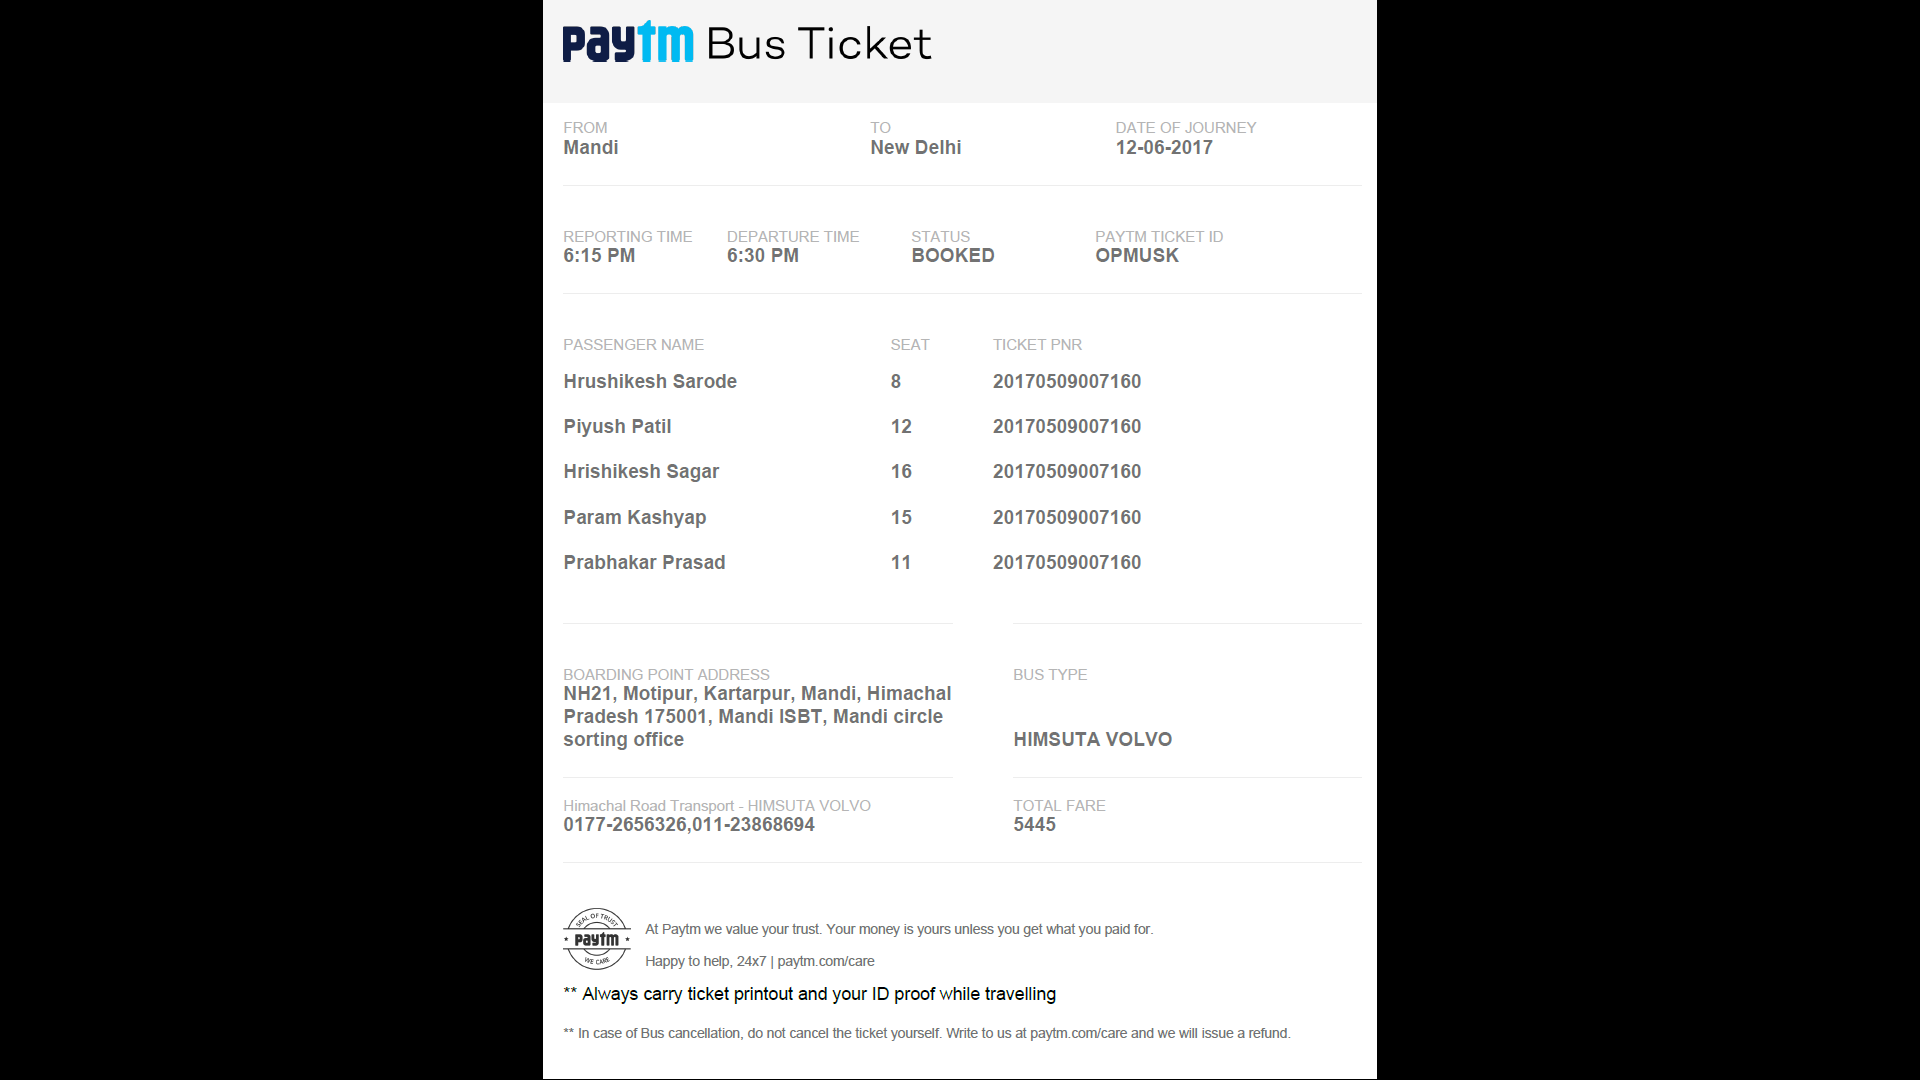 paytm Bus Ticket
FROM TO DATE OF JOURNEY
Mandi New Delhi 12-06-2017
REPORTING TIME DEPARTURE TIME STATUS PAYTM TICKET ID
6:15 PM 6:30 PM BOOKED OPMUSK
PASSENGER NAME SEAT TICKET PNR
Hrushikesh Sarode 8 20170509007160
Piyush Patil 12 20170509007160
Hrishikesh Sagar 16 20170509007160
Param Kashyap 15 20170509007160
Prabhakar Prasad 11 20170509007160
BOARDING POINT ADDRESS BUS TYPE
NH21, Motipur, Kartarpur, Mandi, Himachal
Pradesh 175001, Mandi ISBT, Mandi circle
sorting office HIMSUTA VOLVO
Himachal Road Transport - HIMSUTA VOLVO TOTAL FARE
0177-2656326,011-23868694 5445
SEAL OF TRUST
paytm
WE CARE
At Paytm we value your trust. Your money is yours unless you get what you paid for.
Happy to help, 24x7 | paytm.com/care
** Always carry ticket printout and your ID proof while travelling
** In case of Bus cancellation, do not cancel the ticket yourself. Write to us at paytm.com/care and we will issue a refund.